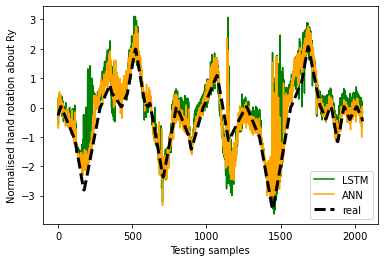 Normalised hand rotation about Ry
3
2
1
0
−1
−2
−3
0
500
1000
1500
2000
Testing samples
LSTM
ANN
real